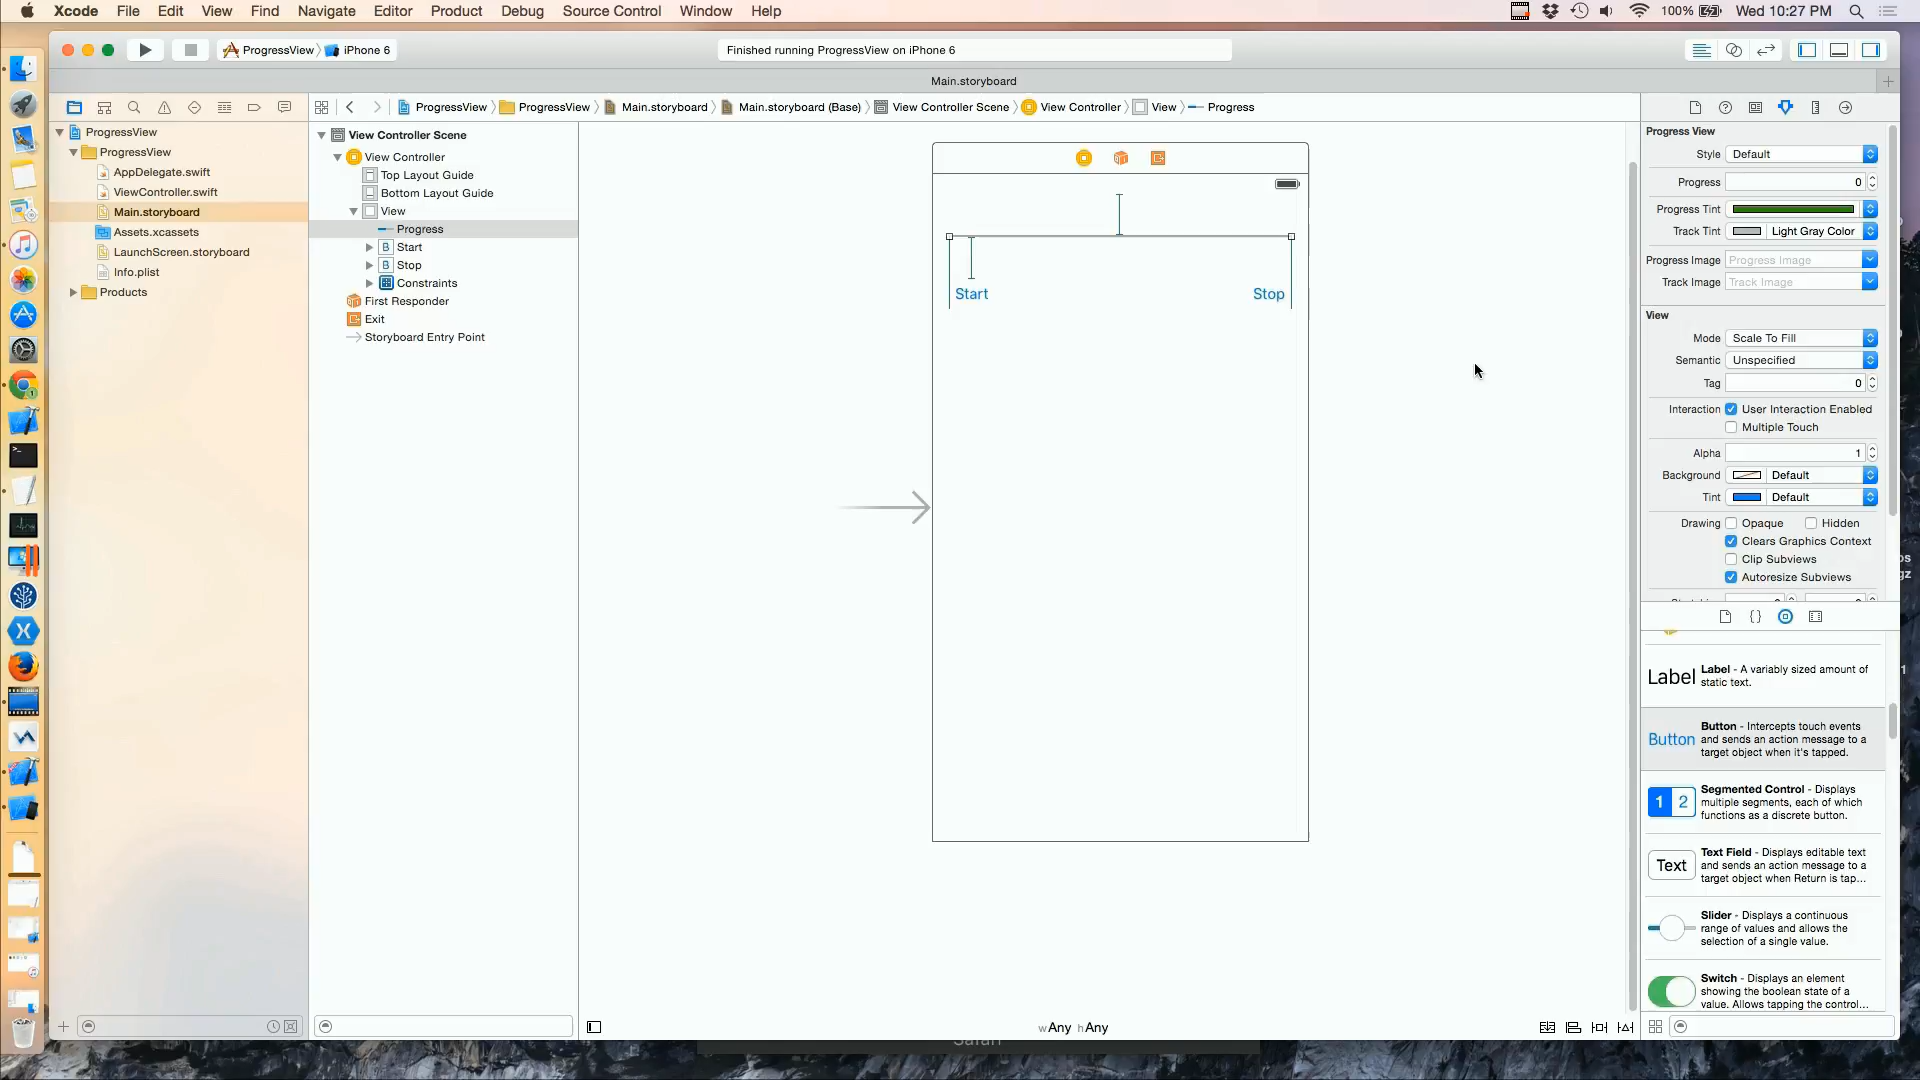 Xcode File Edit View Find Navigate Editor Product Debug Source Control Window Help 100% Wed 10:27 PM
ProgressView iPhone 6 Finished running ProgressView on iPhone 6
Main.storyboard
ProgressView ProgressView Main.storyboard Main.storyboard (Base) View Controller Scene View Controller View Progress
ProgressView
ProgressView
AppDelegate.swift
ViewController.swift
Main.storyboard
Assets.xcassets
LaunchScreen.storyboard
Info.plist
Products
View Controller Scene
View Controller
Top Layout Guide
Bottom Layout Guide
View
Progress
B Start
B Stop
Constraints
First Responder
Exit
Storyboard Entry Point
Start Stop
wAny hAny
Progress View
Style Default
Progress 0
Progress Tint
Track Tint Light Gray Color
Progress Image Progress Image
Track Image Track Image
View
Mode Scale To Fill
Semantic Unspecified
Tag 0
Interaction User Interaction Enabled
Multiple Touch
Alpha 1
Background Default
Tint Default
Drawing Opaque Hidden
Clears Graphics Context
Clip Subviews
Autoresize Subviews
{ }
Label Label - A variably sized amount of
static text.
Button Button - Intercepts touch events
and sends an action message to a
target object when it's tapped.
1 2 Segmented Control - Displays
multiple segments, each of which
functions as a discrete button.
Text Text Field - Displays editable text
and sends an action message to a
target object when Return is tap...
Slider - Displays a continuous
range of values and allows the
selection of a single value.
Switch - Displays an element
showing the boolean state of a
value. Allows tapping the control...
os
gz